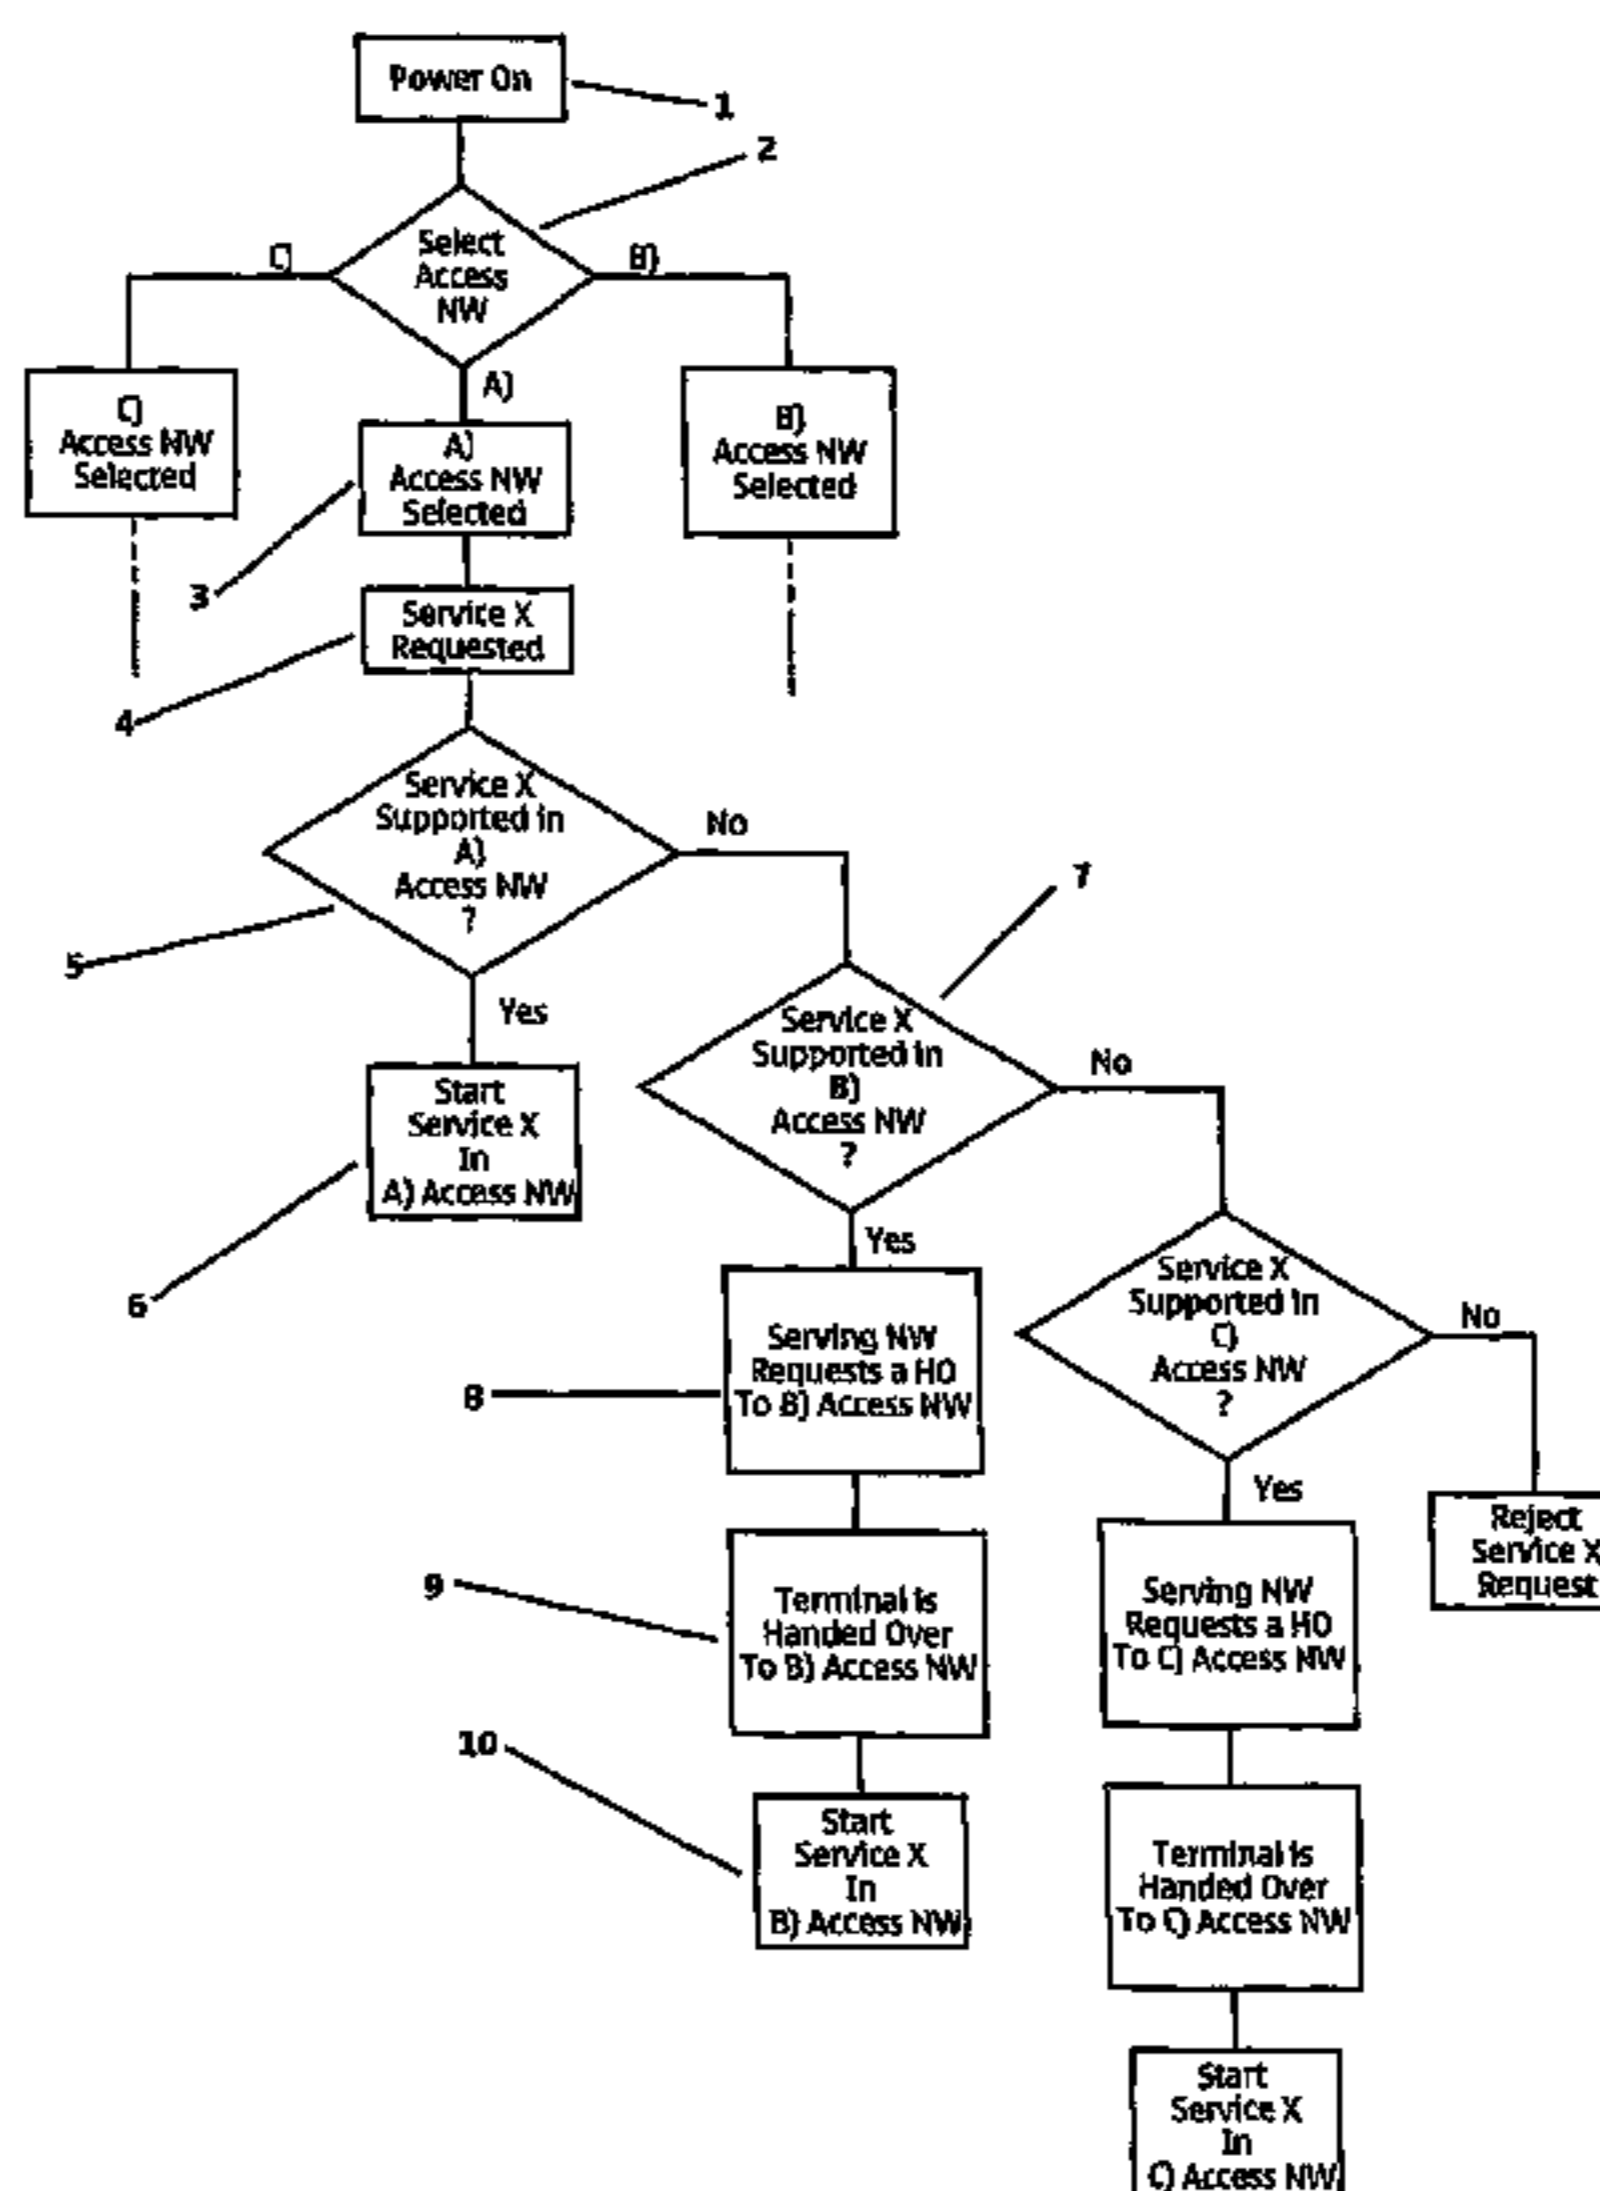 Power On
1
2
Select
Access
NW
C)
B)
A)
C)
Access NW
Selected
A)
Access NW
Selected
B)
Access NW
Selected
3
Service X
Requested
4
Service X
Supported in
A)
Access NW
?
No
5
7
Yes
Service X
Supported in
B)
Access NW
?
No
Start
Service X
In
A) Access NW
6
Yes
Service X
Supported in
C)
Access NW
?
No
Serving NW
Requests a HO
To B) Access NW
8
Yes
Reject
Service X
Request
9
Terminal is
Handed Over
To B) Access NW
Serving NW
Requests a HO
To C) Access NW
10
Start
Service X
In
B) Access NW
Terminal is
Handed Over
To C) Access NW
Start
Service X
In
C) Access NW